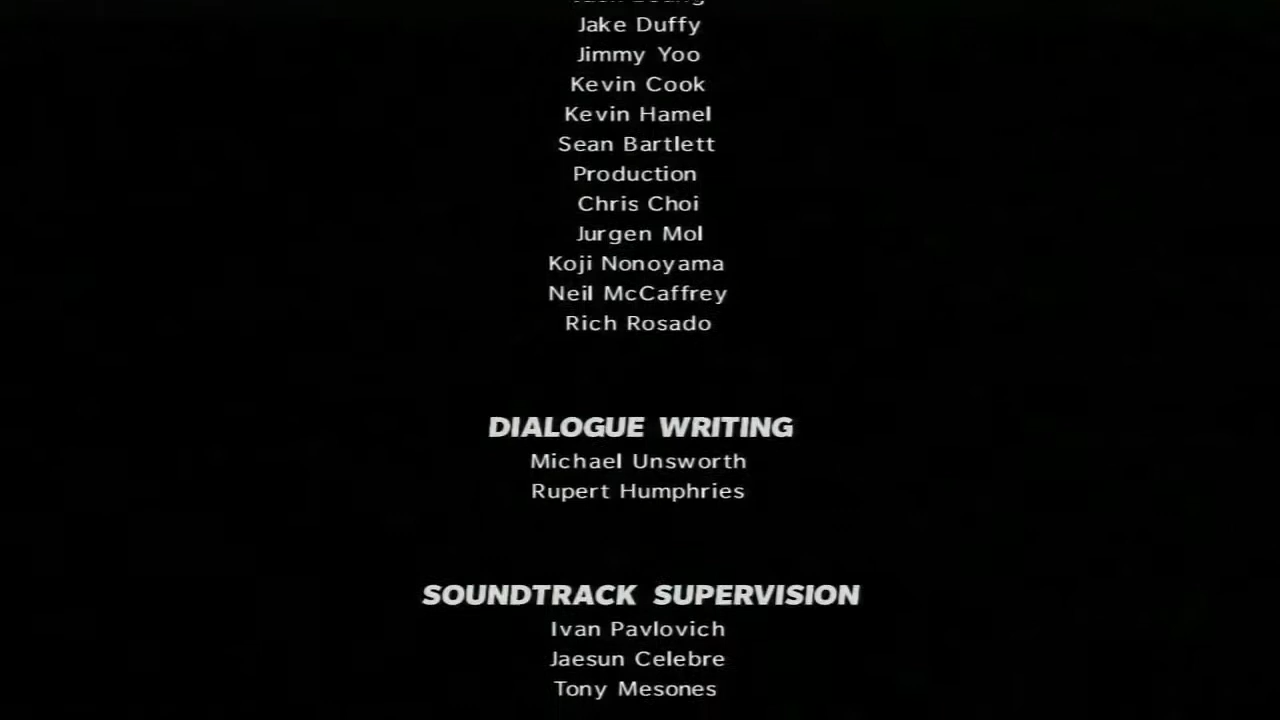 Jake Duffy
Jimmy Yoo
Kevin Cook
Kevin Hamel
Sean Bartlett
Production
Chris Choi
Jurgen Mol
Koji Nonoyama
Neil McCaffrey
Rich Rosado
DIALOGUE WRITING
Michael Unsworth
Rupert Humphries
SOUNDTRACK SUPERVISION
Ivan Pavlovich
Jaesun Celebre
Tony Mesones